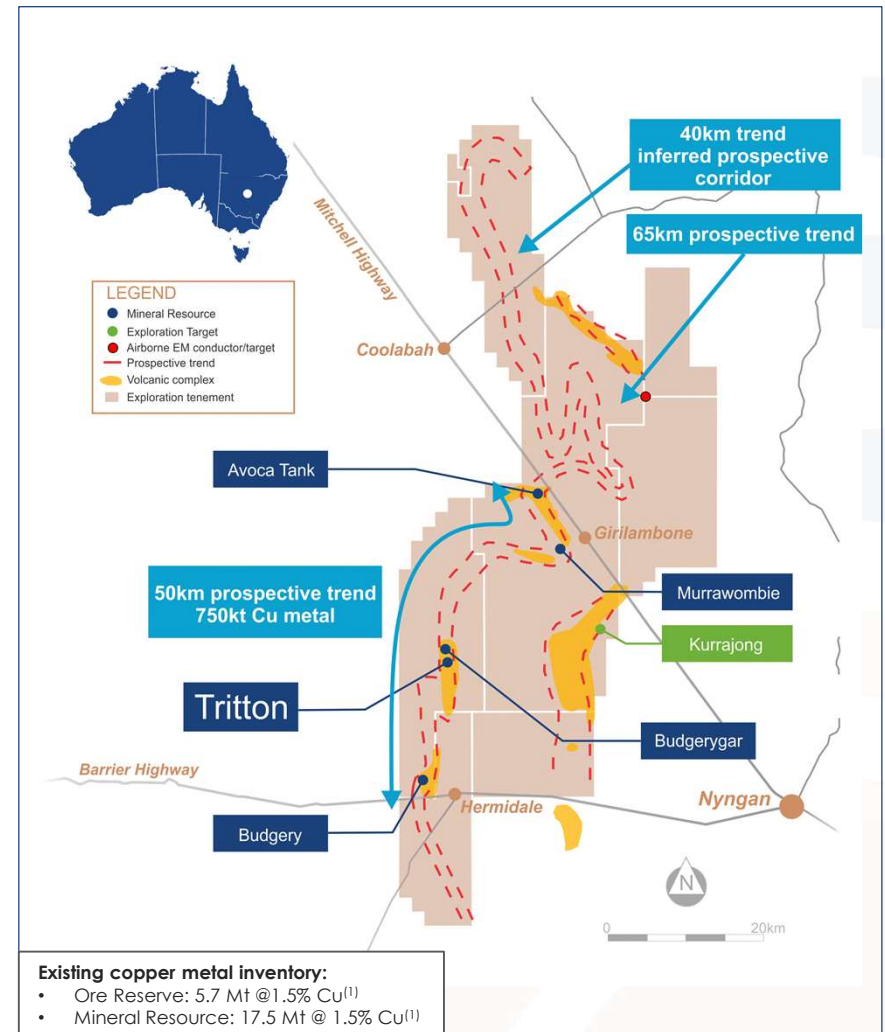 40km trend
inferred prospective
corridor
65km prospective trend
Mitchell Highway
LEGEND
Mineral Resource
Exploration Target
Airborne EM conductor/target
Prospective trend
Volcanic complex
Exploration tenement
Coolabah
Avoca Tank
Girilambone
50km prospective trend
750kt Cu metal
Murrawombie
Kurrajong
Tritton
Budgerygar
Barrier Highway
Hermidale
Nyngan
Budgery
N
0 20km
Existing copper metal inventory:
• Ore Reserve: 5.7 Mt @1.5% Cu(1)
• Mineral Resource: 17.5 Mt @ 1.5% Cu(1)